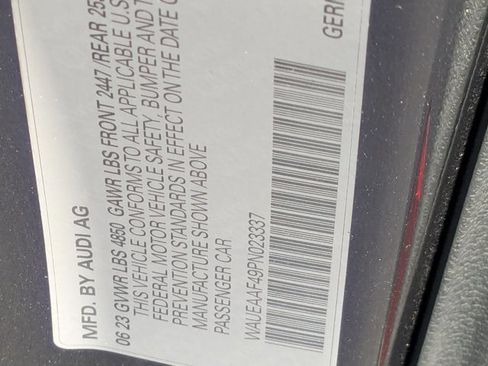 MFD. BY AUDI AG
06 23 GVWR LBS 4850 GAWR LBS FRONT 2447 /REAR 25
THIS VEHICLE CONFORMS TO ALL APPLICABLE U.S
FEDERAL MOTOR VEHICLE SAFETY, BUMPER AND T
PREVENTION STANDARDS IN EFFECT ON THE DATE O
MANUFACTURE SHOWN ABOVE
PASSENGER CAR
WAUEAAF49PN023337
GERM